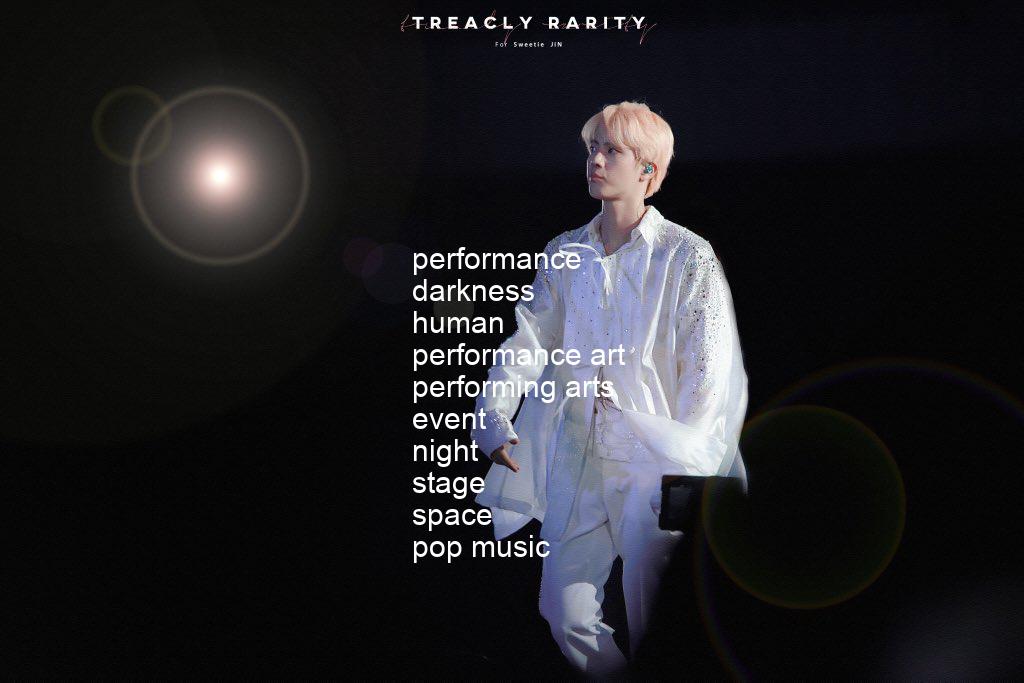 TREACLY RARITY
For Sweetie JIN
performance
darkness
human
performance art
performing arts
event
night
stage
space
pop music